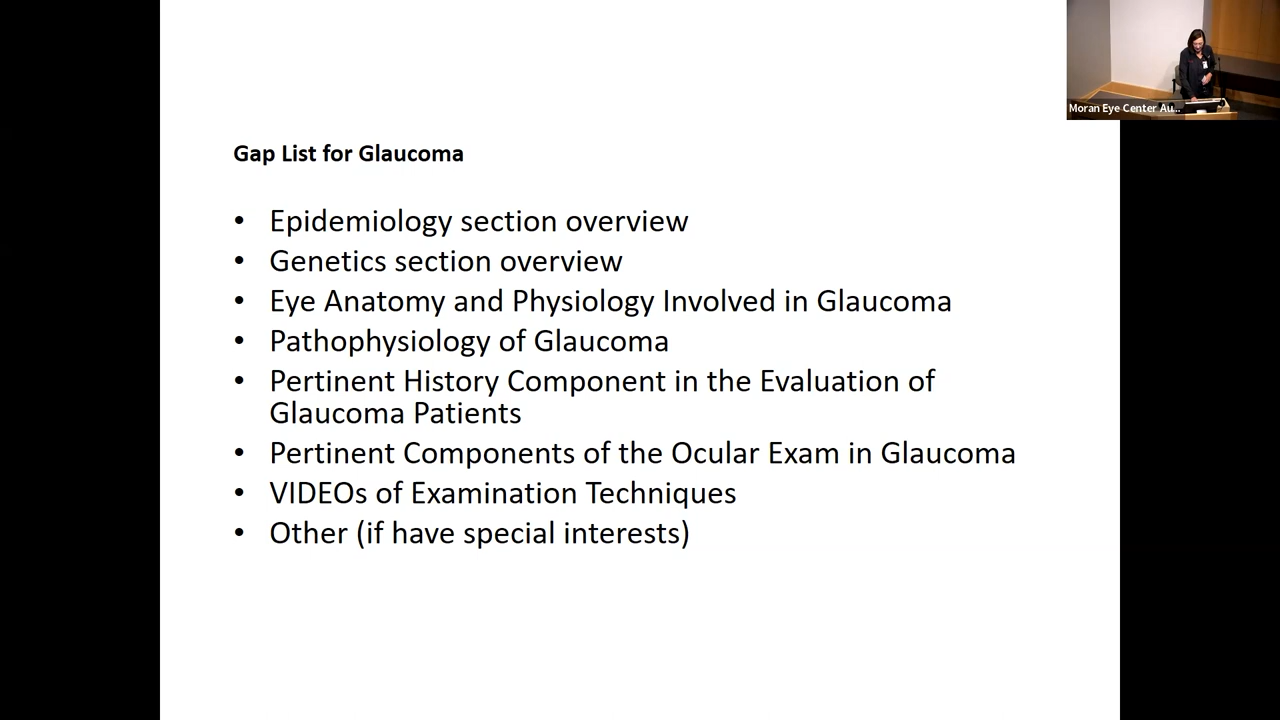 Moran Eye Center Au...
Gap List for Glaucoma
• Epidemiology section overview
• Genetics section overview
• Eye Anatomy and Physiology Involved in Glaucoma
• Pathophysiology of Glaucoma
• Pertinent History Component in the Evaluation of
Glaucoma Patients
• Pertinent Components of the Ocular Exam in Glaucoma
• VIDEOs of Examination Techniques
• Other (if have special interests)